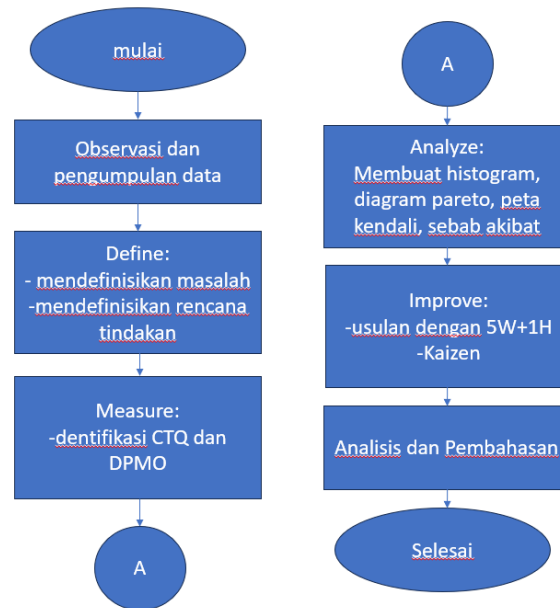 mulai
Observasi dan
pengumpulan data
Define:
- mendefinisikan masalah
-mendefinisikan rencana
tindakan
Measure:
-dentifikasi CTQ dan
DPMO
A
A
Analyze:
Membuat histogram,
diagram pareto, peta
kendali, sebab akibat
Improve:
-usulan dengan 5W+1H
-Kaizen
Analisis dan Pembahasan
Selesai